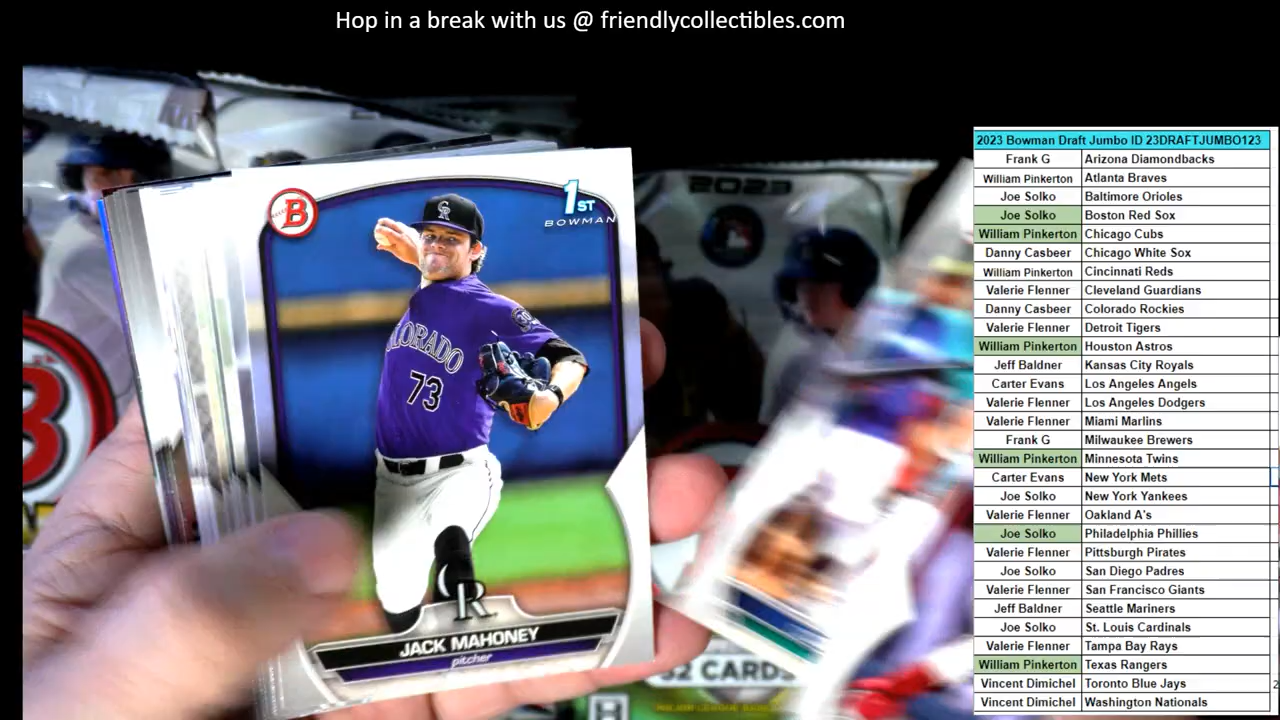 Hop in a break with us @ friendlycollectibles.com
2023 Bowman Draft Jumbo ID 23DRAFTJUMBO123
Frank G Arizona Diamondbacks
William Pinkerton Atlanta Braves
Joe Solko Baltimore Orioles
Joe Solko Boston Red Sox
William Pinkerton Chicago Cubs
Danny Casbeer Chicago White Sox
William Pinkerton Cincinnati Reds
Valerie Flenner Cleveland Guardians
Danny Casbeer Colorado Rockies
Valerie Flenner Detroit Tigers
William Pinkerton Houston Astros
Jeff Baldner Kansas City Royals
Carter Evans Los Angeles Angels
Valerie Flenner Los Angeles Dodgers
Valerie Flenner Miami Marlins
Frank G Milwaukee Brewers
William Pinkerton Minnesota Twins
Carter Evans New York Mets
Joe Solko New York Yankees
Valerie Flenner Oakland A's
Joe Solko Philadelphia Phillies
Valerie Flenner Pittsburgh Pirates
Joe Solko San Diego Padres
Valerie Flenner San Francisco Giants
Jeff Baldner Seattle Mariners
Joe Solko St. Louis Cardinals
Valerie Flenner Tampa Bay Rays
William Pinkerton Texas Rangers
Vincent Dimichel Toronto Blue Jays
Vincent Dimichel Washington Nationals
2023
B
1ST
BOWMAN
CR
COLORADO
73
CR
JACK MAHONEY
pitcher
B
32 CARDS